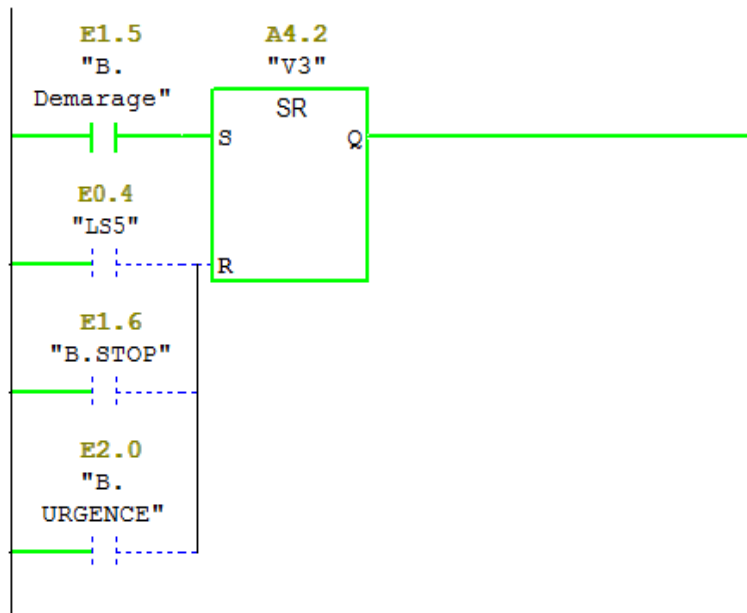 E1.5
"B.
Demarage"
A4.2
"V3"
SR
S
Q
E0.4
"LS5"
R
E1.6
"B.STOP"
E2.0
"B.
URGENCE"